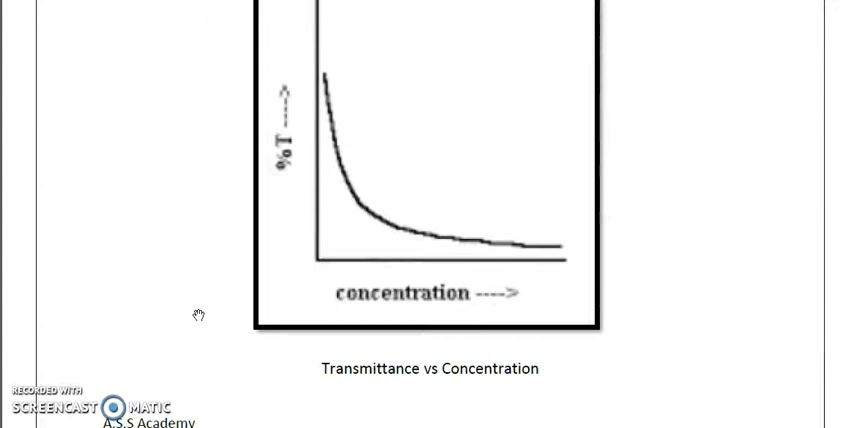 %T ---->
concentration ---->
Transmittance vs Concentration
RECORDED WITH
SCREENCAST MATIC
A.S.S Academy